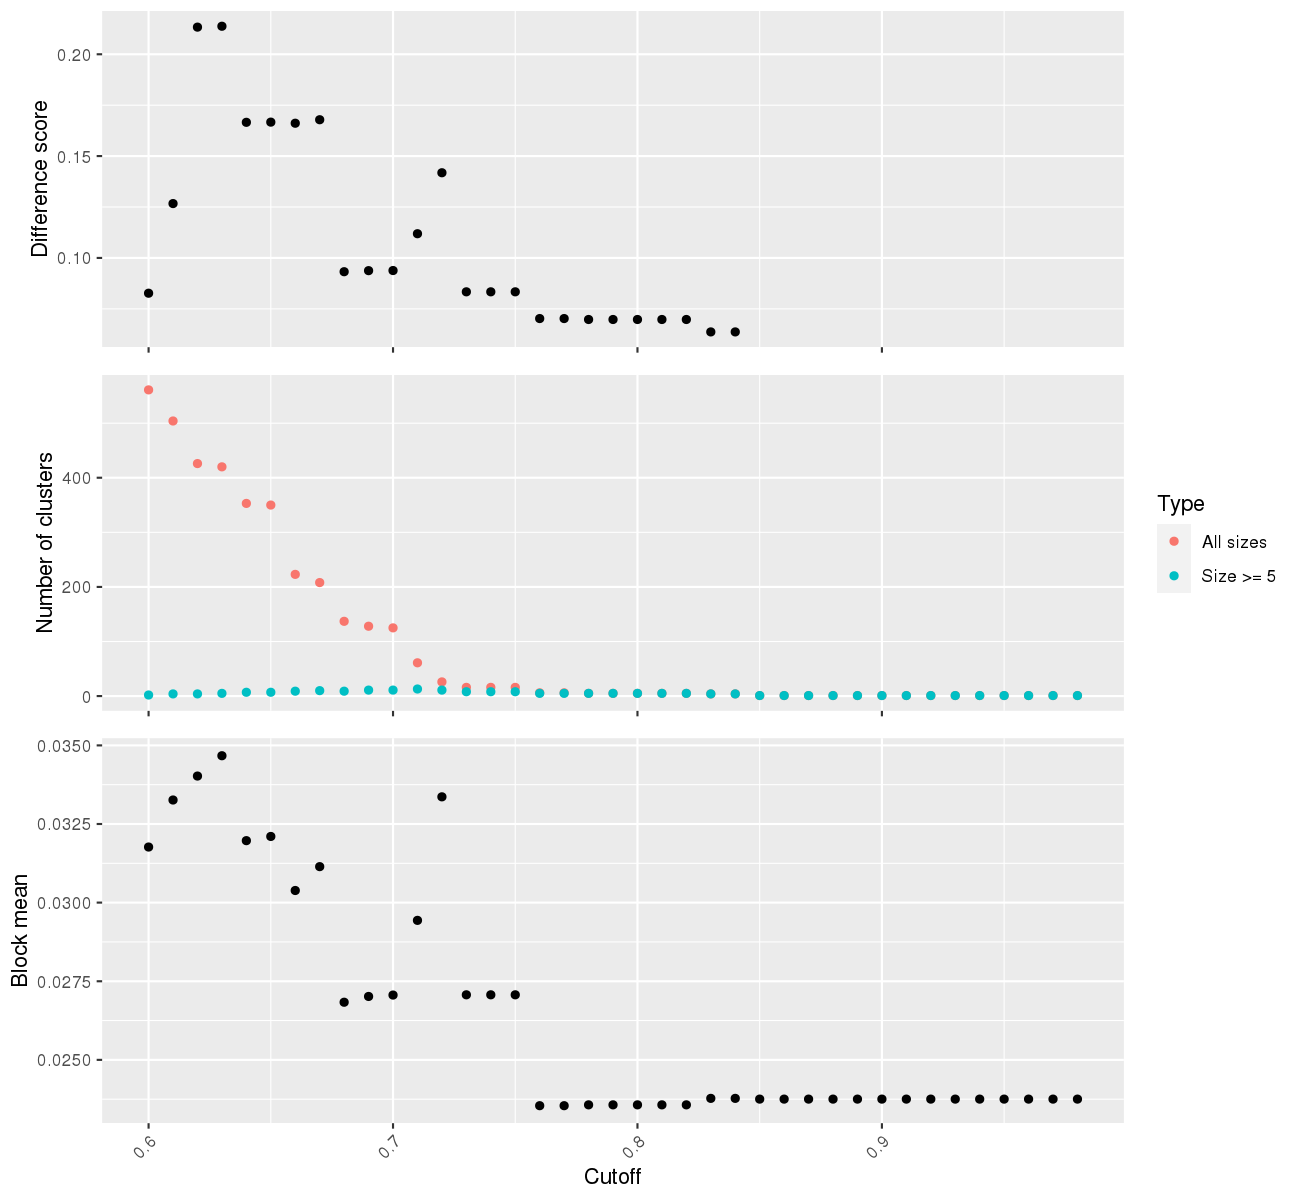 0.20
0.15
0.10
Difference score
400
200
0
Number of clusters
Type
All sizes
Size >= 5
0.0350
0.0325
0.0300
0.0275
0.0250
Block mean
0.6
0.7
0.8
0.9
Cutoff